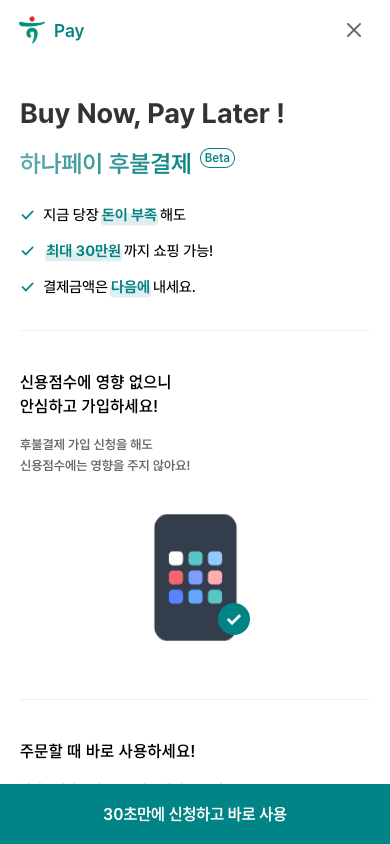 Pay
Buy Now, Pay Later !
하나페이 후불결제 Beta
지금 당장 돈이 부족 해도
최대 30만원 까지 쇼핑 가능!
결제금액은 다음에 내세요.
신용점수에 영향 없으니
안심하고 가입하세요!
후불결제 가입 신청을 해도
신용점수에는 영향을 주지 않아요!
주문할 때 바로 사용하세요!
30초만에 신청하고 바로 사용